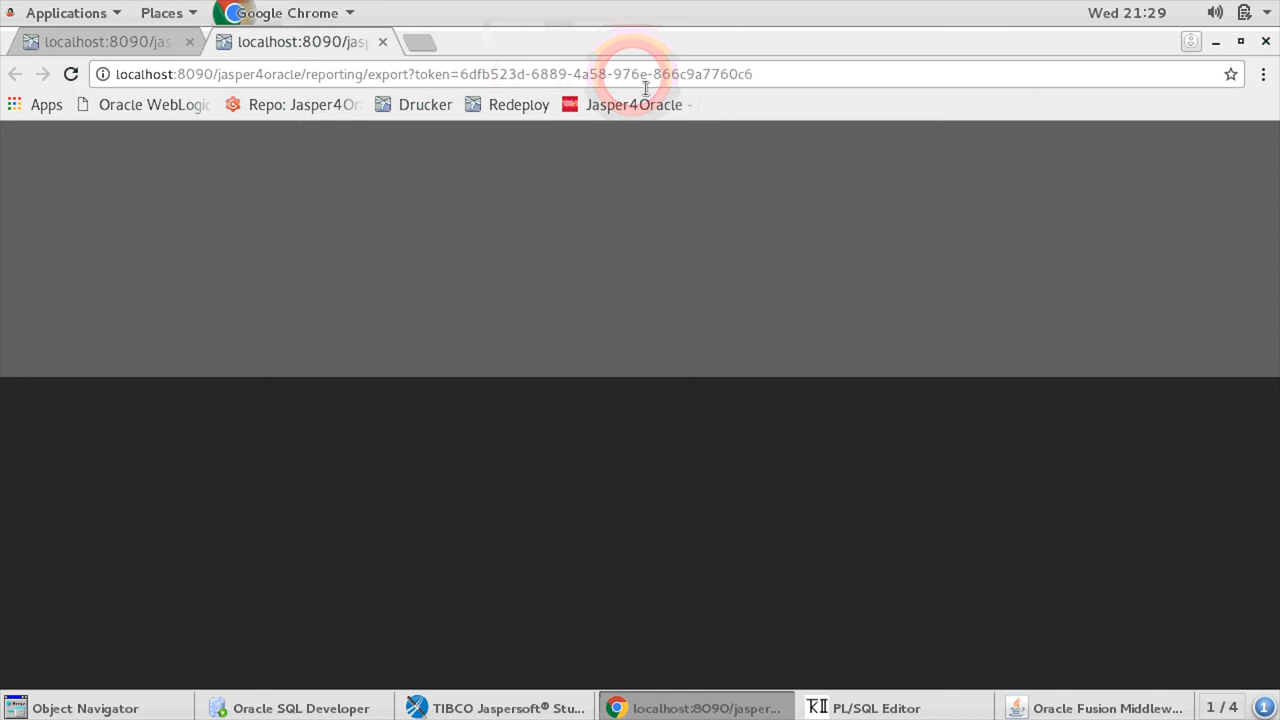 Applications Places Google Chrome Wed 21:29
localhost:8090/jas localhost:8090/jasp
localhost:8090/jasper4oracle/reporting/export?token=6dfb523d-6889-4a58-976e-866c9a7760c6
Apps Oracle WebLogic Repo: Jasper4Or Drucker Redeploy Jasper4Oracle -
Object Navigator Oracle SQL Developer TIBCO Jaspersoft® Stu... localhost:8090/jasper... PL/SQL Editor Oracle Fusion Middlew... 1 / 4 1